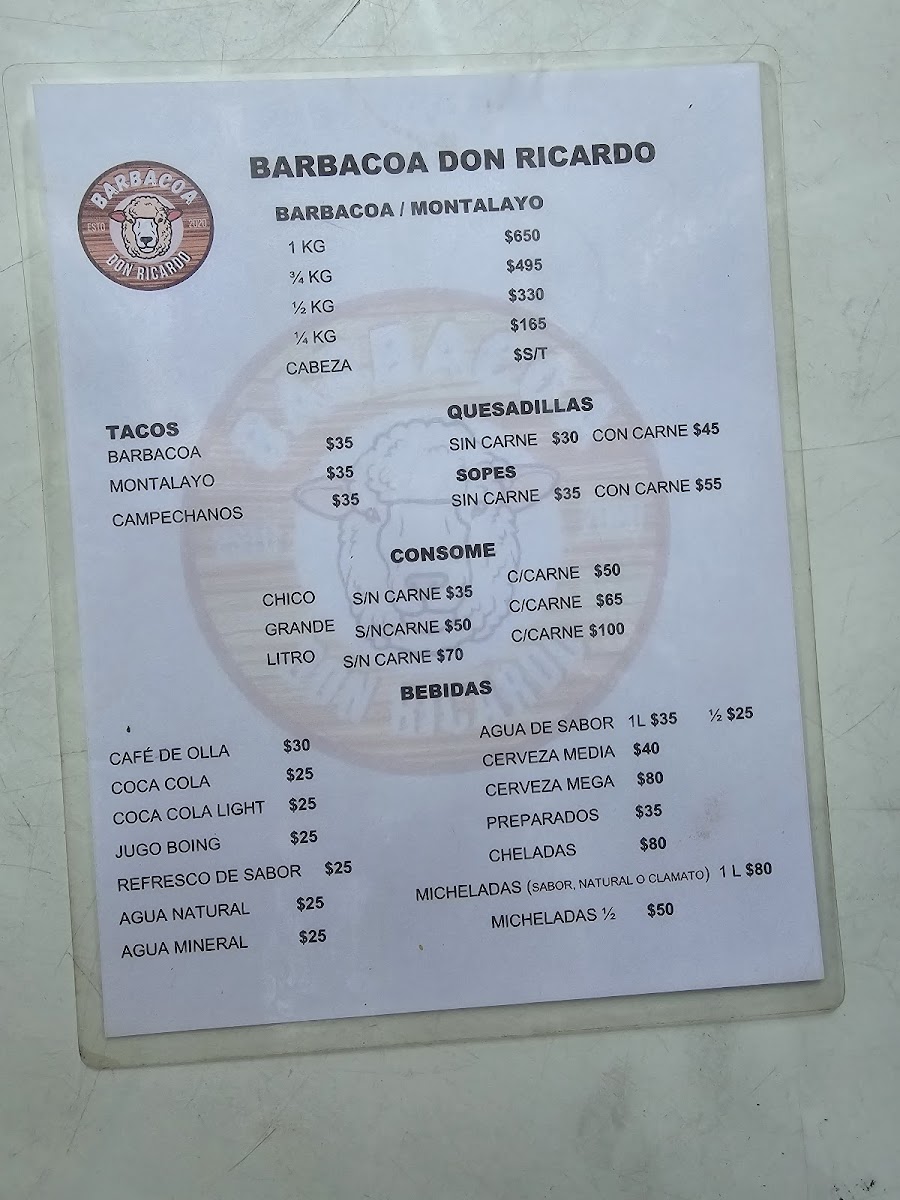 BARBACOA DON RICARDO
BARBACOA
ESTD 2020
DON RICARDO
BARBACOA / MONTALAYO
1 KG $650
¾ KG $495
½ KG $330
¼ KG $165
CABEZA $S/T
TACOS
BARBACOA $35
MONTALAYO $35
CAMPECHANOS $35
QUESADILLAS
SIN CARNE $30 CON CARNE $45
SOPES
SIN CARNE $35 CON CARNE $55
CONSOME
CHICO S/N CARNE $35 C/CARNE $50
GRANDE S/NCARNE $50 C/CARNE $65
LITRO S/N CARNE $70 C/CARNE $100
BEBIDAS
CAFÉ DE OLLA $30
COCA COLA $25
COCA COLA LIGHT $25
JUGO BOING $25
REFRESCO DE SABOR $25
AGUA NATURAL $25
AGUA MINERAL $25
AGUA DE SABOR 1L $35 ½ $25
CERVEZA MEDIA $40
CERVEZA MEGA $80
PREPARADOS $35
CHELADAS $80
MICHELADAS (SABOR, NATURAL O CLAMATO) 1 L $80
MICHELADAS ½ $50
BARBACOA
DON RICARDO